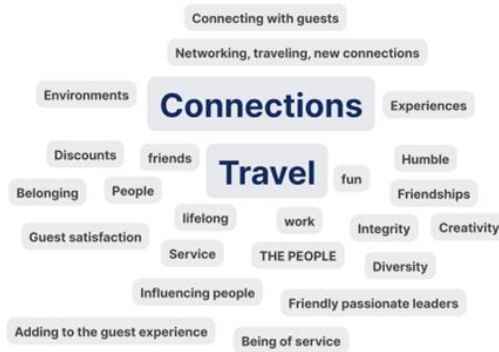 Connecting with guests
Networking, traveling, new connections
Environments
Connections
Experiences
Discounts
friends
Travel
fun
Humble
Belonging
People
Friendships
lifelong
work
Integrity
Creativity
Guest satisfaction
Service
THE PEOPLE
Diversity
Influencing people
Friendly passionate leaders
Adding to the guest experience
Being of service